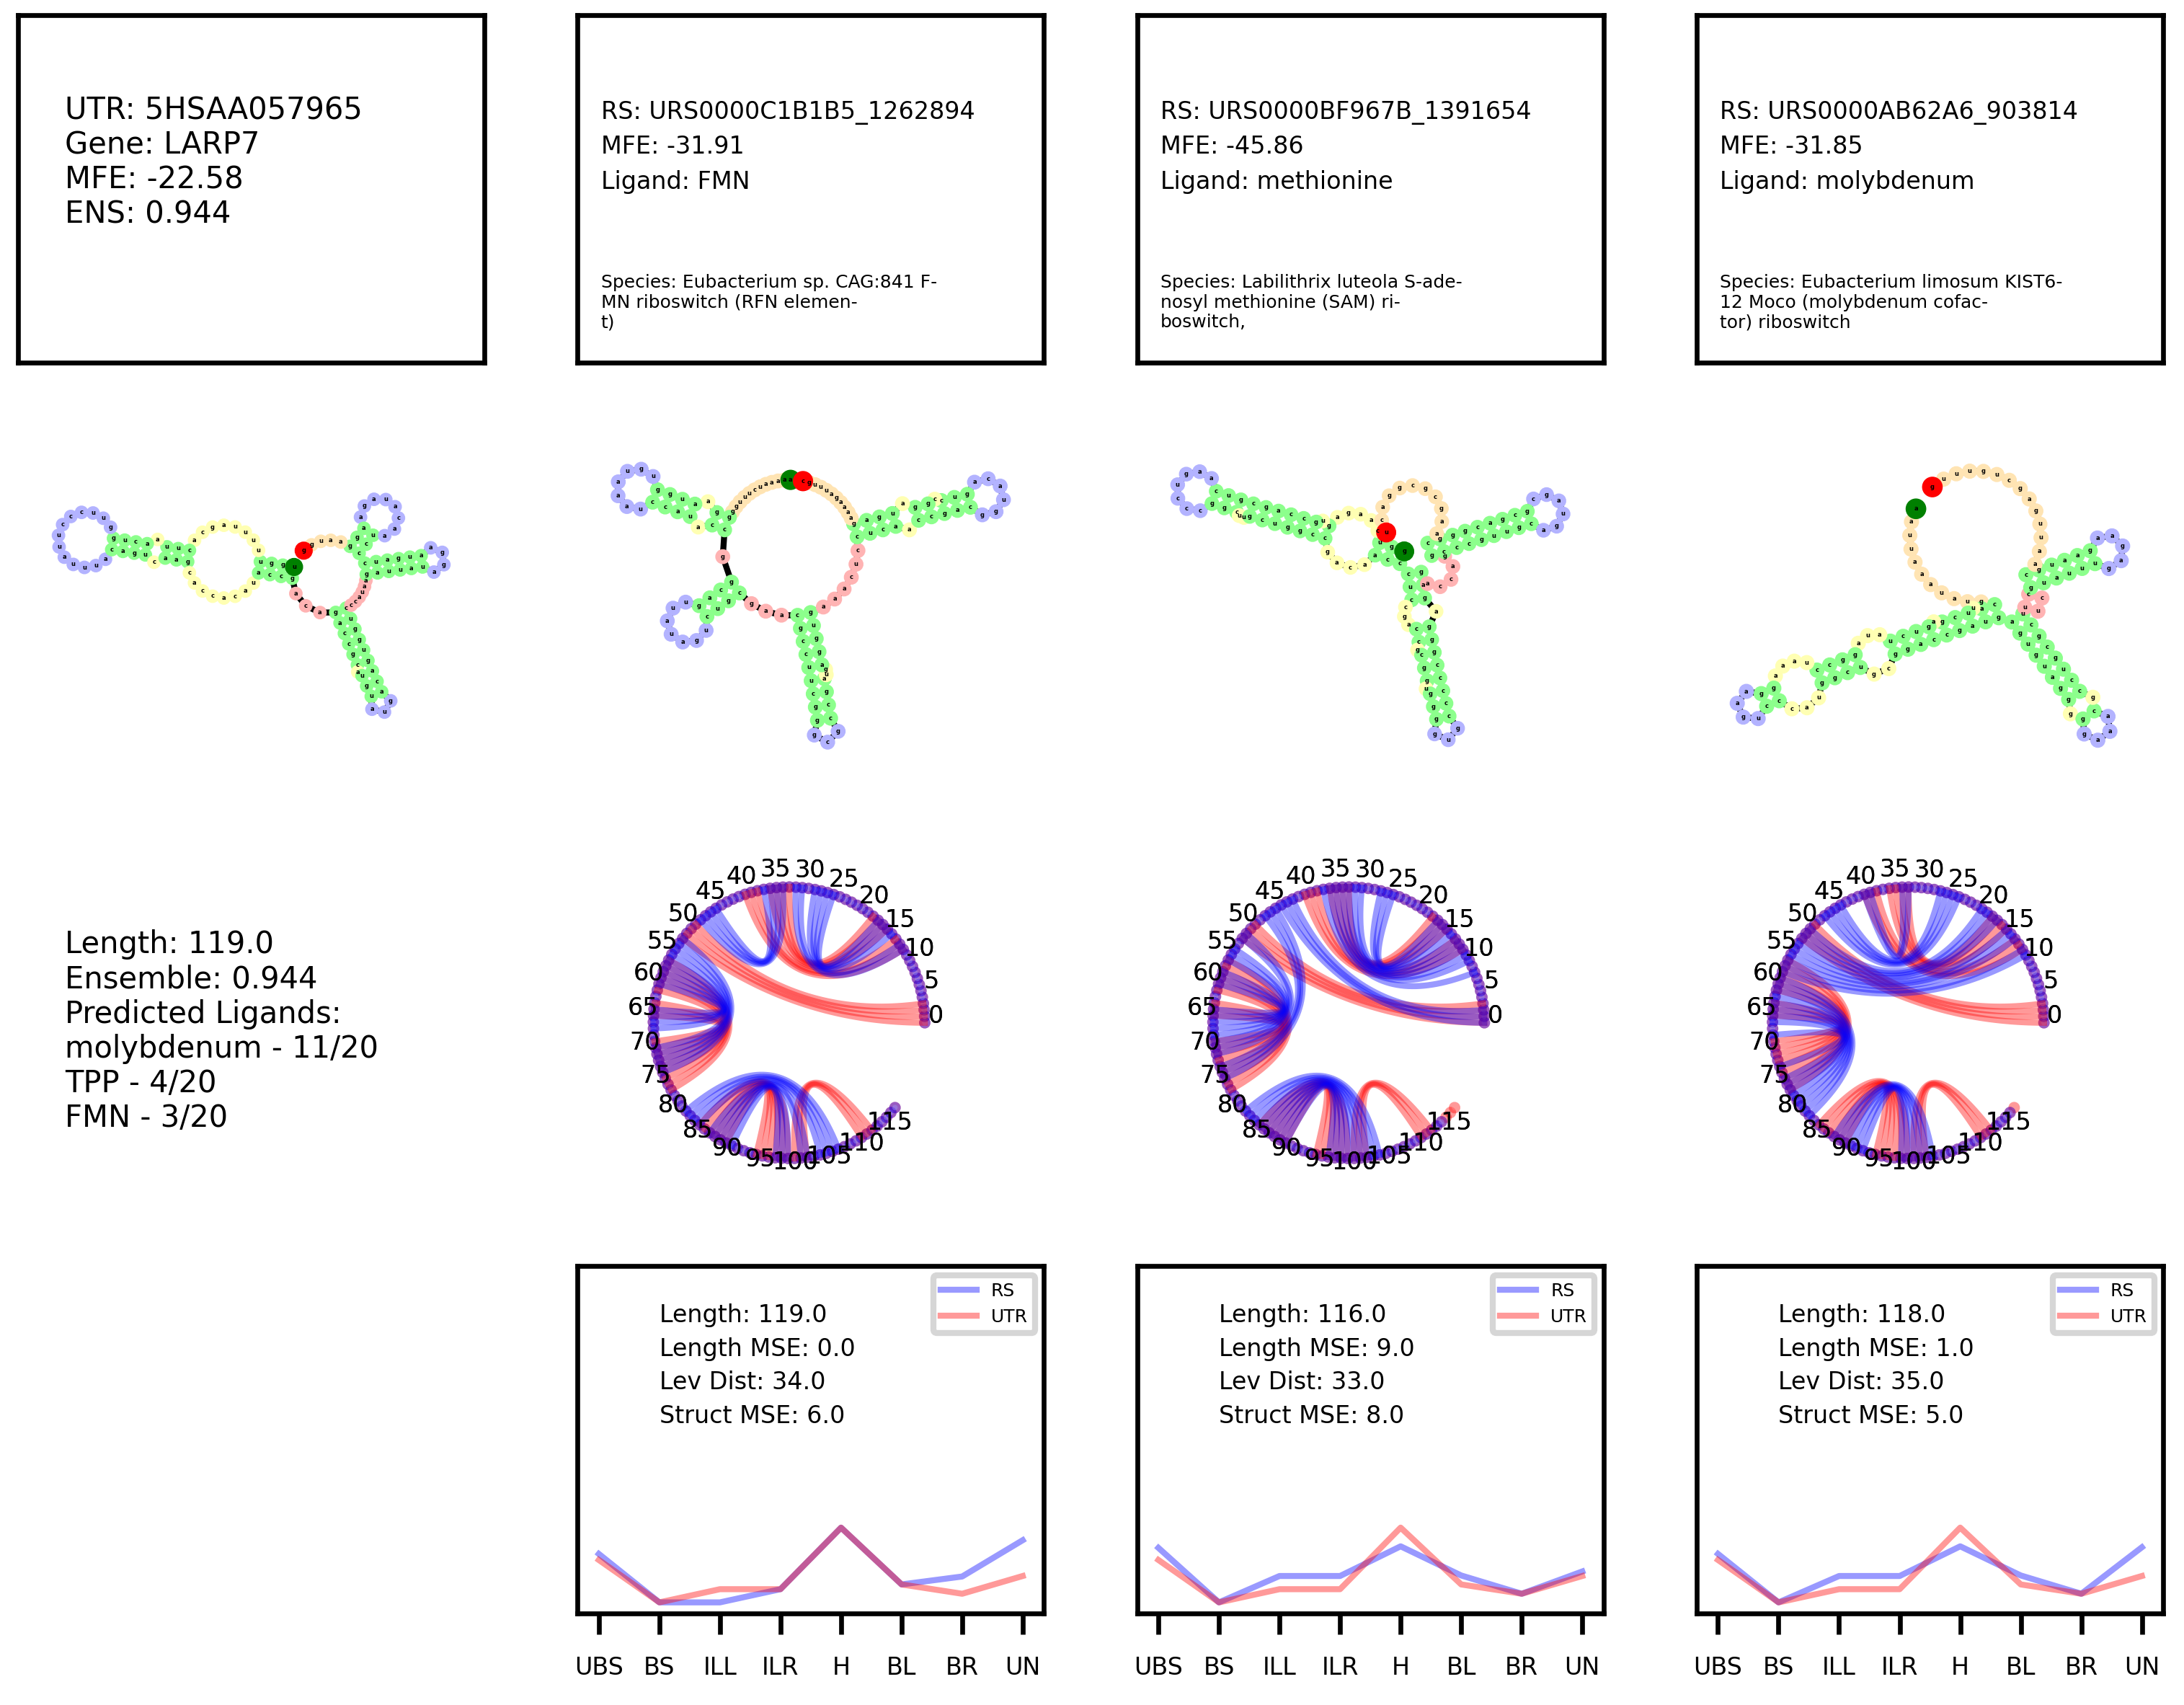 UTR: 5HSAA057965
Gene: LARP7
MFE: -22.58
ENS: 0.944
RS: URS0000C1B1B5_1262894
MFE: -31.91
Ligand: FMN
Species: Eubacterium sp. CAG:841 F-
MN riboswitch (RFN elemen-
t)
RS: URS0000BF967B_1391654
MFE: -45.86
Ligand: methionine
Species: Labilithrix luteola S-ade-
nosyl methionine (SAM) ri-
boswitch,
RS: URS0000AB62A6_903814
MFE: -31.85
Ligand: molybdenum
Species: Eubacterium limosum KIST6-
12 Moco (molybdenum cofac-
tor) riboswitch
Length: 119.0
Ensemble: 0.944
Predicted Ligands:
molybdenum - 11/20
TPP - 4/20
FMN - 3/20
0 5 10 15 20 25 30 35 40 45 50 55 60 65 70 75 80 85 90 95 100 105 110 115
0 5 10 15 20 25 30 35 40 45 50 55 60 65 70 75 80 85 90 95 100 105 110 115
0 5 10 15 20 25 30 35 40 45 50 55 60 65 70 75 80 85 90 95 100 105 110 115
RS
UTR
Length: 119.0
Length MSE: 0.0
Lev Dist: 34.0
Struct MSE: 6.0
UBS BS ILL ILR H BL BR UN
RS
UTR
Length: 116.0
Length MSE: 9.0
Lev Dist: 33.0
Struct MSE: 8.0
UBS BS ILL ILR H BL BR UN
RS
UTR
Length: 118.0
Length MSE: 1.0
Lev Dist: 35.0
Struct MSE: 5.0
UBS BS ILL ILR H BL BR UN